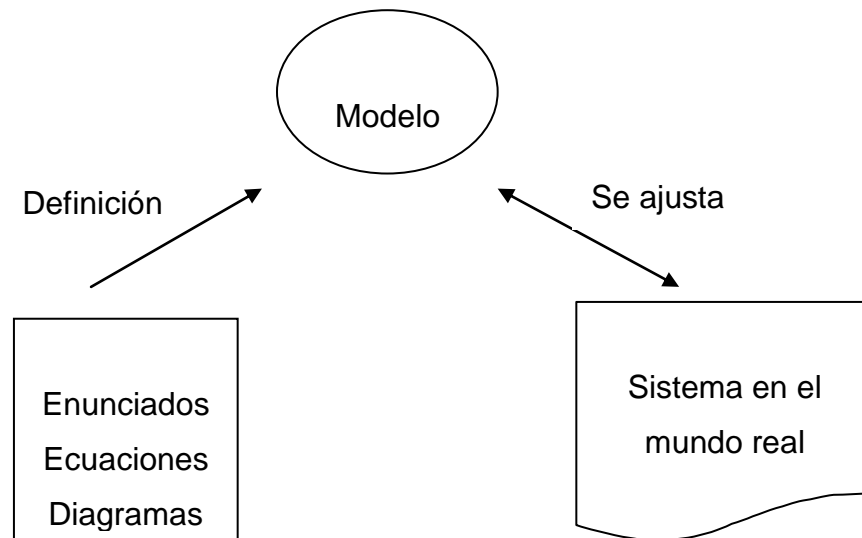 Modelo
Definición
Se ajusta
Enunciados
Ecuaciones
Diagramas
Sistema en el
mundo real